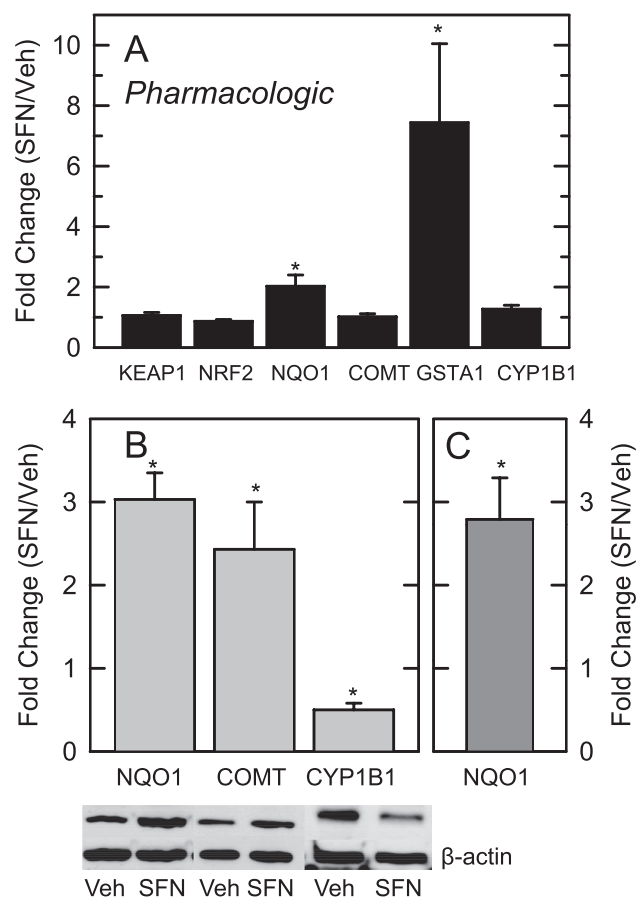 A
Pharmacologic
Fold Change (SFN/Veh)
10
8
6
4
2
0
*
*
KEAP1 NRF2 NQO1 COMT GSTA1 CYP1B1
B
Fold Change (SFN/Veh)
4
3
2
1
0
*
*
*
NQO1 COMT CYP1B1
C
*
4
3
2
1
0
Fold Change (SFN/Veh)
NQO1
β-actin
Veh SFN Veh SFN Veh SFN